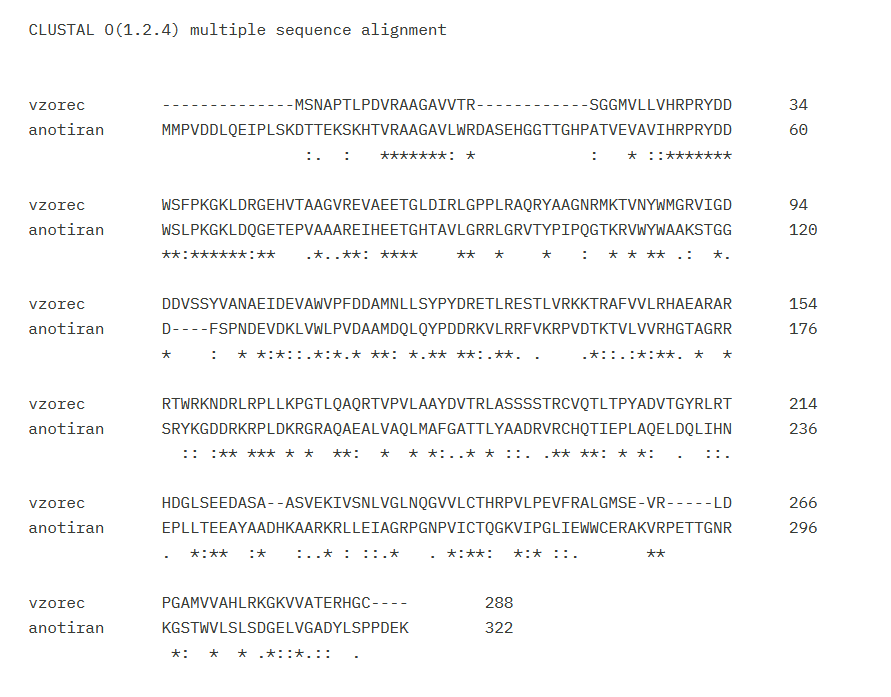 CLUSTAL O(1.2.4) multiple sequence alignment
vzorec --------------MSNAPTLPDVRAAGAVVTR------------SGGMVLLVHRPRYDD 34
anotiran MMPVDDLQEIPLSKDTTEKSKHTVRAAGAVLWRDASEHGGTTGHPATVEVAVIHRPRYDD 60
:.  :   *******: *            :   * ::*******
vzorec WSFPKGKLDRGEHVTAAGVREVAEETGLDIRLGPPLRAQRYAAGNRMKTVNYWMGRVIGD 94
anotiran WSLPKGKLDQGETEPVAAAREIHEETGHTAVLGRRLGRVTYPIPQGTKRVWYWAAKSTGG 120
**:******:**   .*..**: ****    **  *    *   :  * * ** .:  *.
vzorec DDVSSYVANAEIDEVAWVPFDDAMNLLSYPYDRETLRESTLVRKKTRAFVVLRHAEARAR 154
anotiran D----FSPNDEVDKLVWLPVDAAMDQLQYPDDRKVLRRFVKRPVDTKTVLVVRHGTAGRR 176
*    :  * *:*::.*:*.* **: *.** **:.**. .    .*::.:*:**. *  *
vzorec RTWRKNDRLRPLLKPGTLQAQRTVPVLAAYDVTRLASSSSTRCVQTLTPYADVTGYRLRT 214
anotiran SRYKGDDRKRPLDKRGRAQAEALVAQLMAFGATTLYAADRVRCHQTIEPLAQELDQLIHN 236
:: :** *** * *  **:  *  * *:..* * ::. .** **: * *:  .  ::.
vzorec HDGLSEEDASA--ASVEKIVSNLVGLNQGVVLCTHRPVLPEVFRALGMSE-VR-----LD 266
anotiran EPLLTEEAYAADHKAARKRLLEIAGRPGNPVICTQGKVIPGLIEWWCERAKVRPETTGNR 296
.  *:**  :*   :..* : ::.*   . *:**:  *:* ::.       **
vzorec PGAMVVAHLRKGKVVATERHGC---- 288
anotiran KGSTWVLSLSDGELVGADYLSPPDEK 322
*:  *  * .*::*.::  .